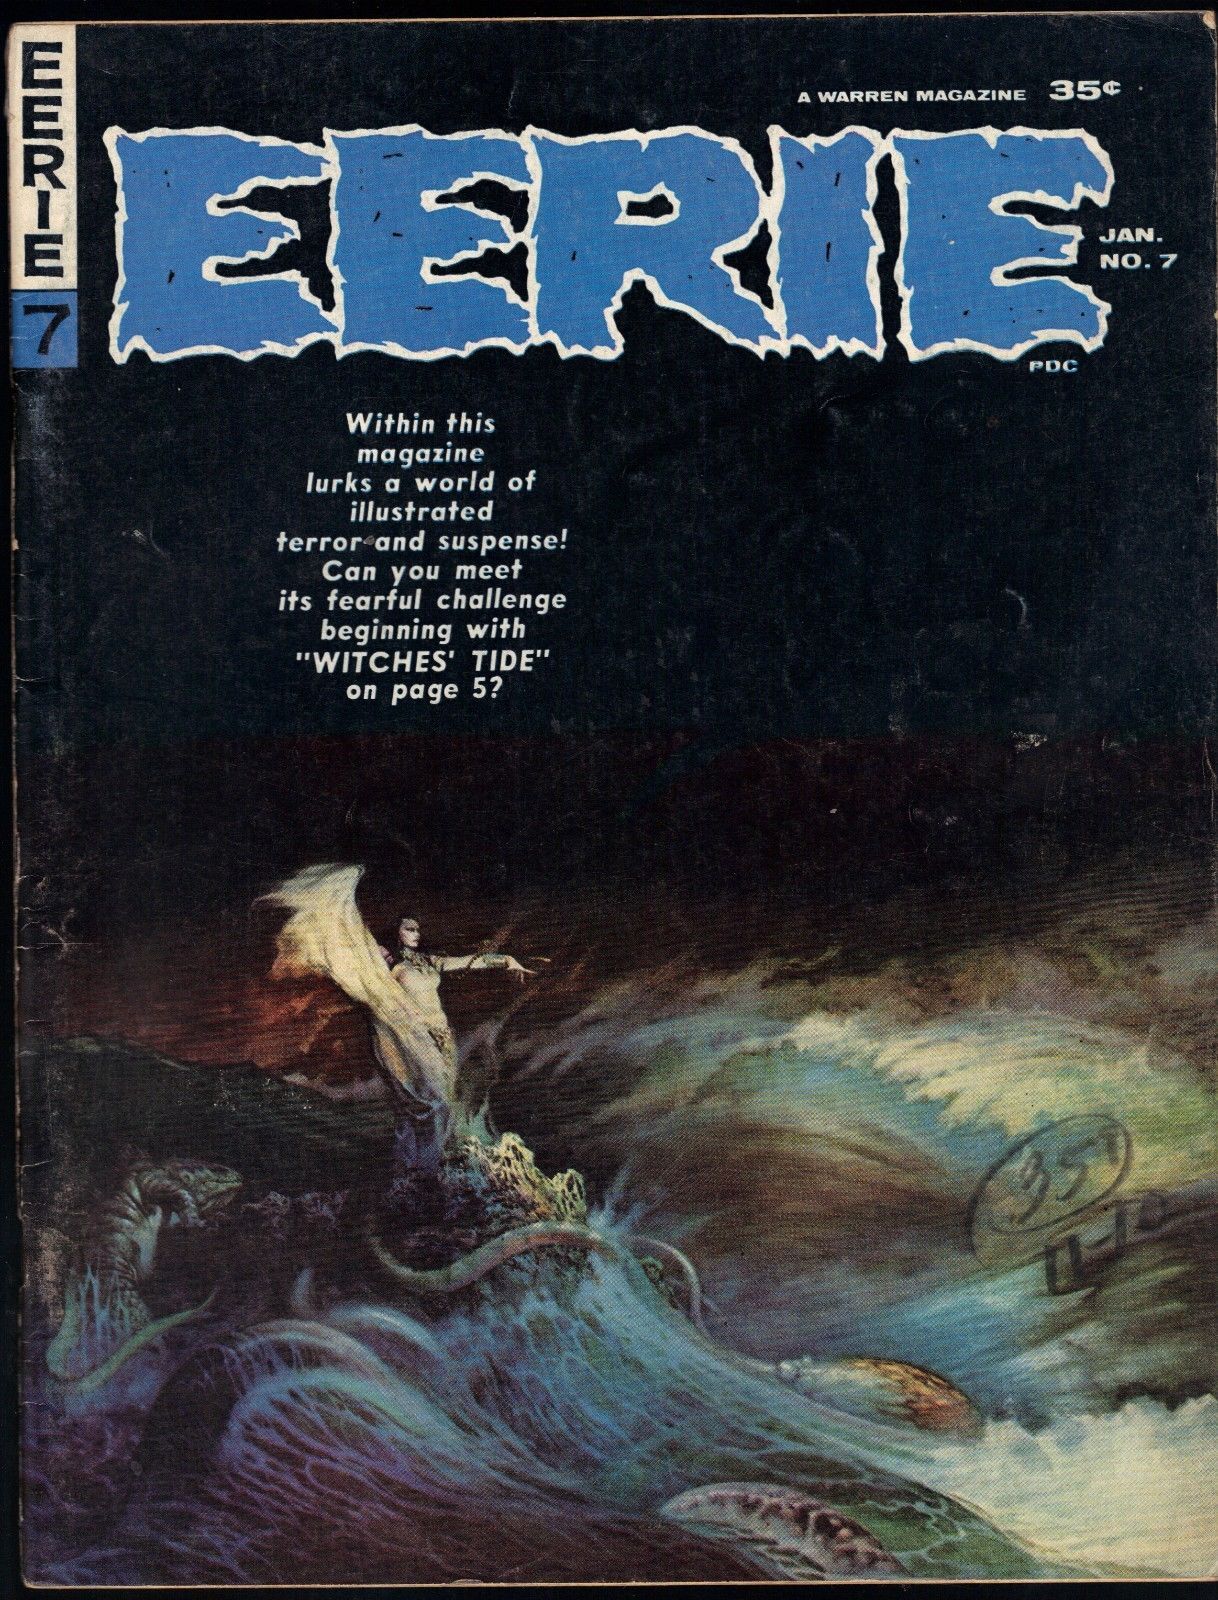 EERIE
7
A WARREN MAGAZINE 35¢
EERIE
JAN.
NO. 7
PDC
Within this
magazine
lurks a world of
illustrated
terror and suspense!
Can you meet
its fearful challenge
beginning with
"WITCHES' TIDE"
on page 5?